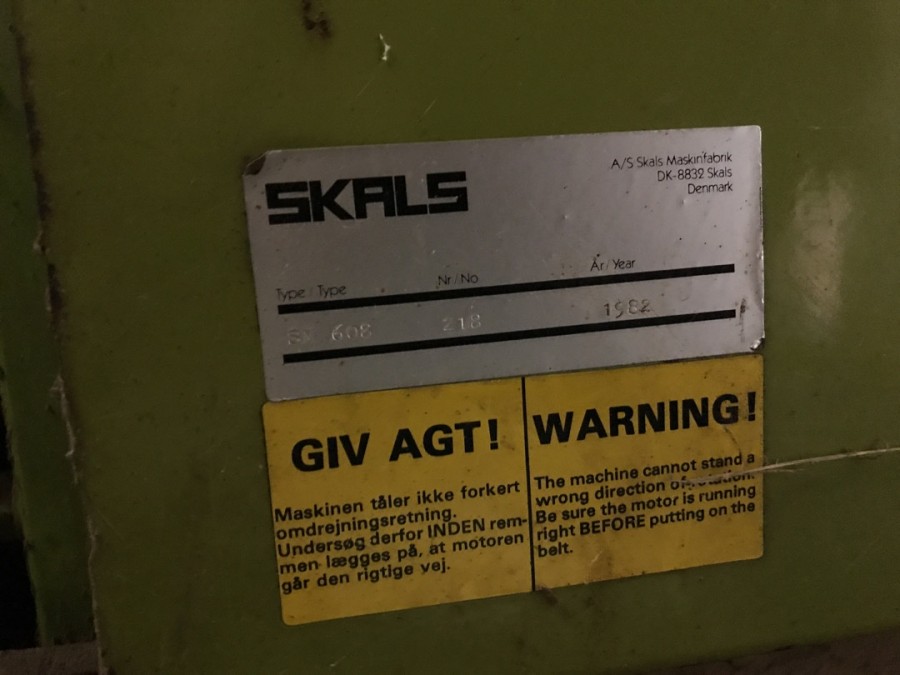 SKALS
A/S Skals Maskinfabrik
DK-8832 Skals
Denmark
Type/Type Nr/No År/Year
608 218 1982
GIV AGT!
Maskinen tåler ikke forkert
omdrejningsretning.
Undersøg derfor INDEN rem-
men lægges på, at motoren
går den rigtige vej.
WARNING!
The machine cannot stand a
wrong direction of rotation.
Be sure the motor is running
right BEFORE putting on the
belt.